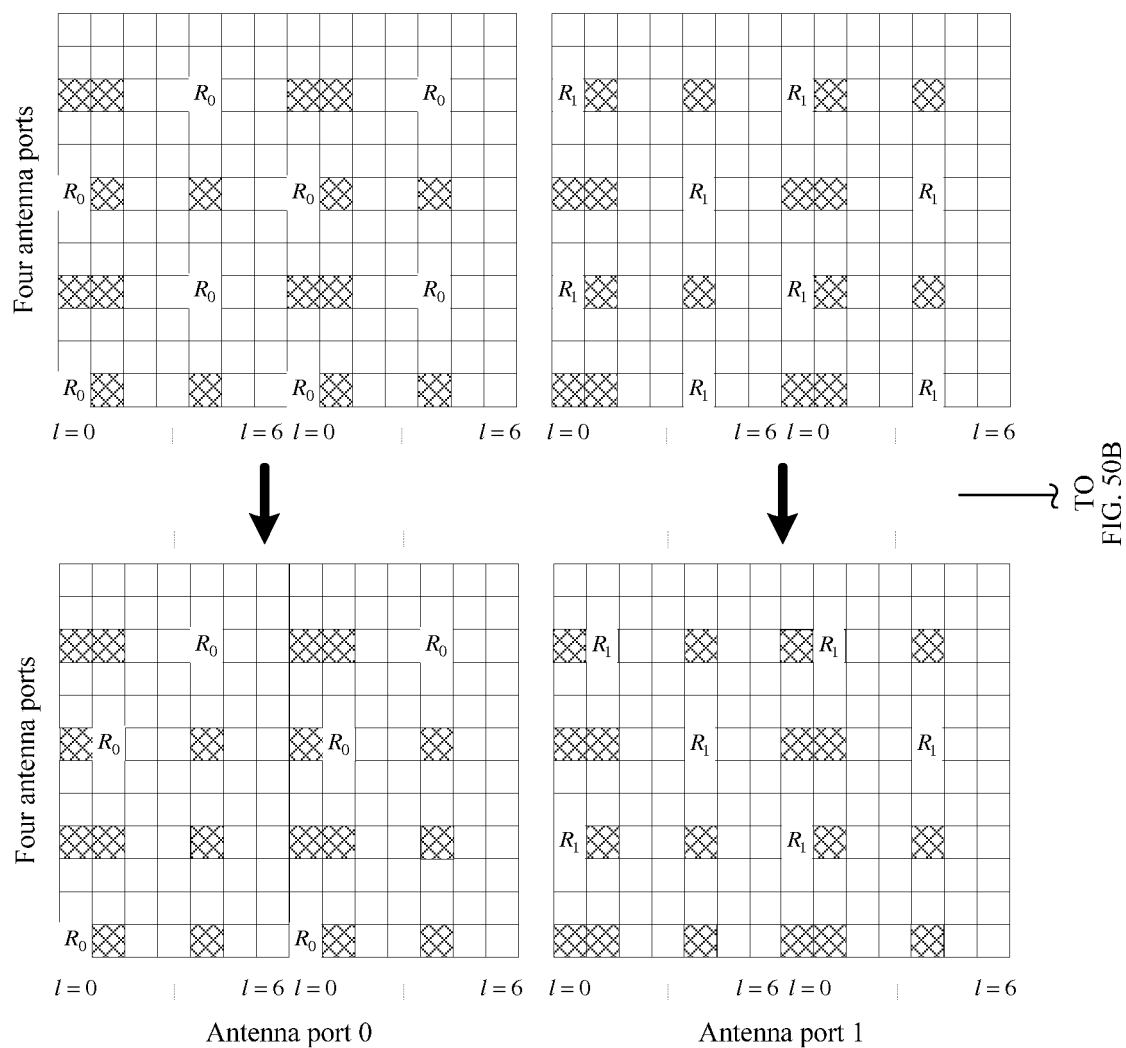 Four antenna ports
R0 R0
R1 R1
R0 R0
R1 R1
R0 R0
R1 R1
R0 R0
R1 R1
l = 0 l = 6 l = 0 l = 6
l = 0 l = 6 l = 0 l = 6
TO
FIG. 50B
Four antenna ports
R0 R0
R1 R1
R0 R0
R1 R1
R1 R1
R0 R0
l = 0 l = 6 l = 0 l = 6
l = 0 l = 6 l = 0 l = 6
Antenna port 0
Antenna port 1